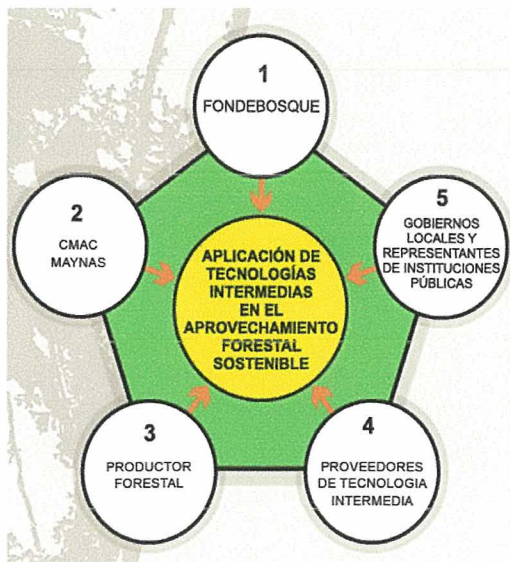 1
FONDEBOSQUE
2
CMAC
MAYNAS
5
GOBIERNOS
LOCALES Y
REPRESENTANTES
DE INSTITUCIONES
PÚBLICAS
APLICACIÓN DE
TECNOLOGÍAS
INTERMEDIAS
EN EL
APROVECHAMIENTO
FORESTAL
SOSTENIBLE
3
PRODUCTOR
FORESTAL
4
PROVEEDORES
DE TECNOLOGIA
INTERMEDIA